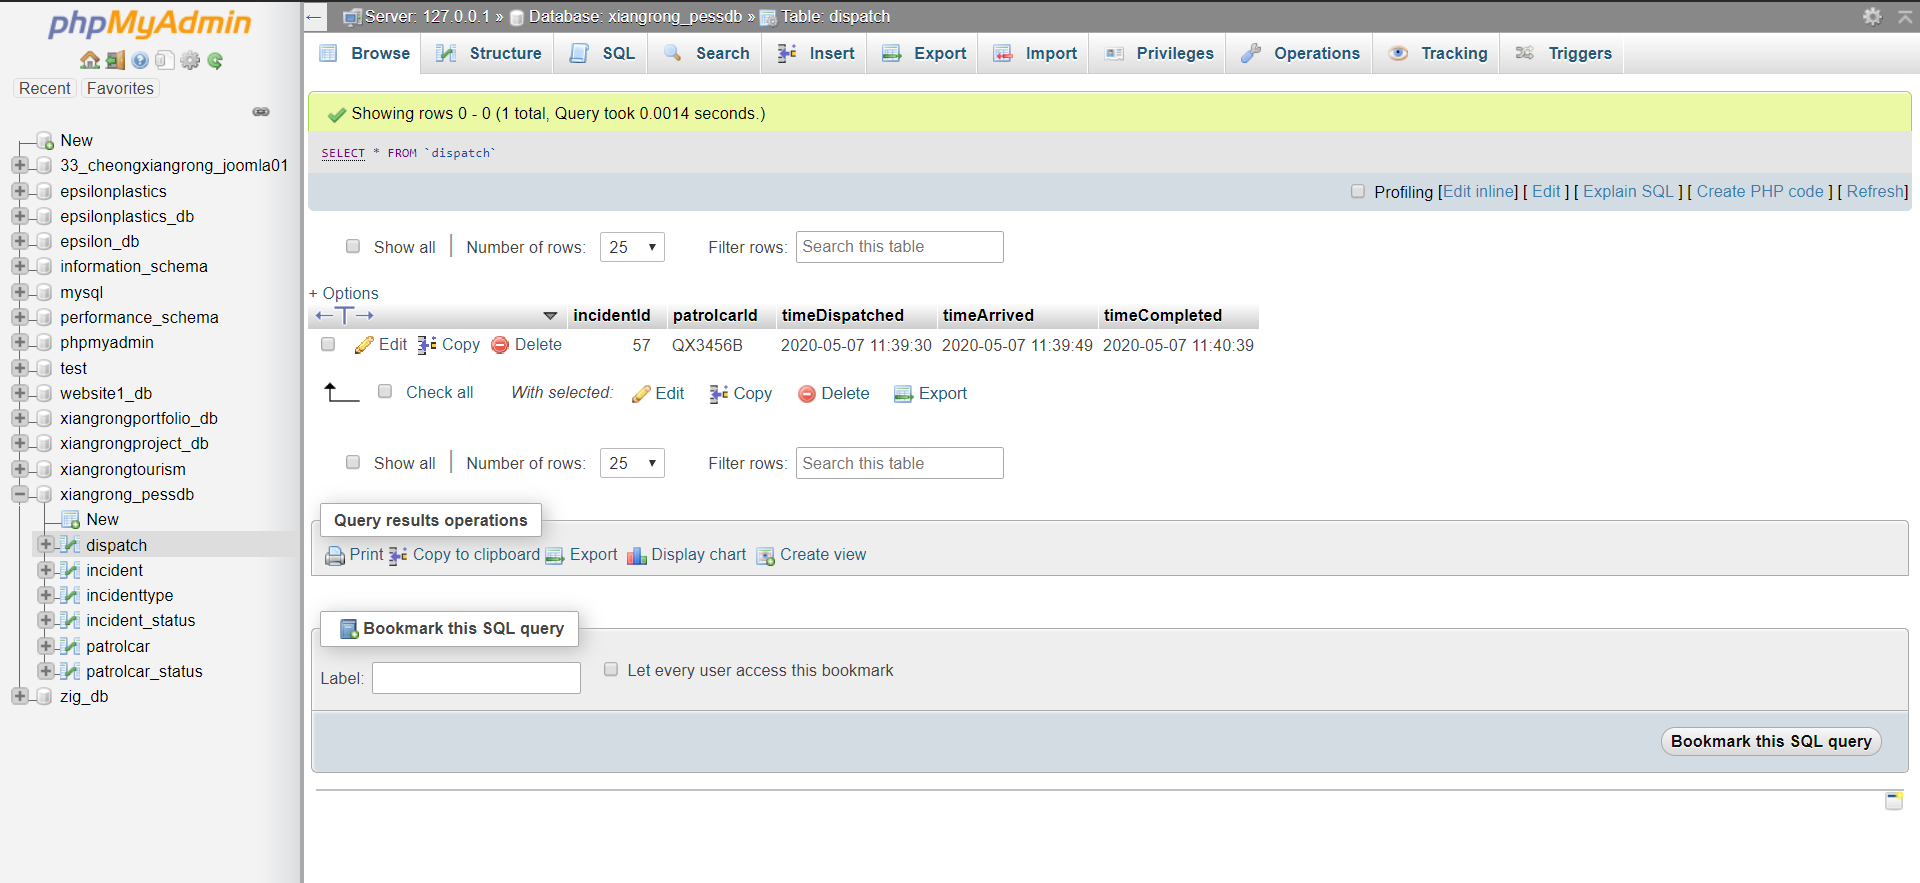 phpMyAdmin
Recent Favorites
New
33_cheongxiangrong_joomla01
epsilonplastics
epsilonplastics_db
epsilon_db
information_schema
mysql
performance_schema
phpmyadmin
test
website1_db
xiangrongportfolio_db
xiangrongproject_db
xiangrongtourism
xiangrong_pessdb
New
dispatch
incident
incidenttype
incident_status
patrolcar
patrolcar_status
zig_db
Server: 127.0.0.1 » Database: xiangrong_pessdb » Table: dispatch
Browse Structure SQL Search Insert Export Import Privileges Operations Tracking Triggers
Showing rows 0 - 0 (1 total, Query took 0.0014 seconds.)
SELECT * FROM `dispatch`
Profiling [Edit inline] [ Edit ] [ Explain SQL ] [ Create PHP code ] [ Refresh]
Show all Number of rows: 25 Filter rows: Search this table
+ Options
incidentId patrolcarId timeDispatched timeArrived timeCompleted
Edit Copy Delete 57 QX3456B 2020-05-07 11:39:30 2020-05-07 11:39:49 2020-05-07 11:40:39
Check all With selected: Edit Copy Delete Export
Show all Number of rows: 25 Filter rows: Search this table
Query results operations
Print Copy to clipboard Export Display chart Create view
Bookmark this SQL query
Label: Let every user access this bookmark
Bookmark this SQL query